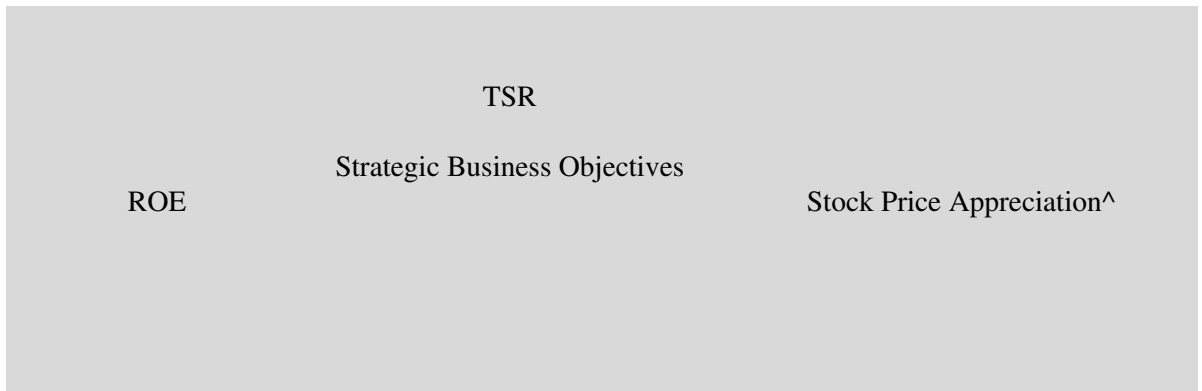 TSR
Strategic Business Objectives
ROE
Stock Price Appreciation^